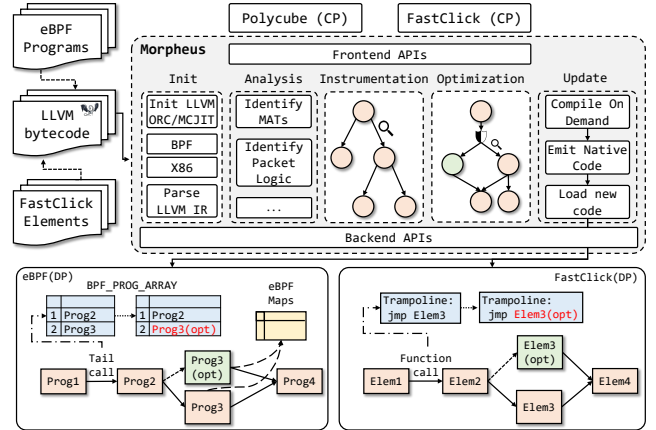 Polycube (CP)
FastClick (CP)
eBPF
Programs
LLVM
bytecode
FastClick
Elements
Morpheus
Frontend APIs
Init
Analysis
Instrumentation
Optimization
Update
Init LLVM
ORC/MCJIT
BPF
X86
Parse
LLVM IR
Identify
MATs
Identify
Packet
Logic
...
Compile On
Demand
Emit Native
Code
Load new
code
Backend APIs
eBPF(DP)
BPF_PROG_ARRAY
1 Prog2
2 Prog3
1 Prog2
2 Prog3(opt)
eBPF
Maps
Tail
call
Prog1
Prog2
Prog3
(opt)
Prog3
Prog4
FastClick(DP)
Trampoline:
jmp Elem3
Trampoline:
jmp Elem3(opt)
Function
call
Elem1
Elem2
Elem3
(opt)
Elem3
Elem4